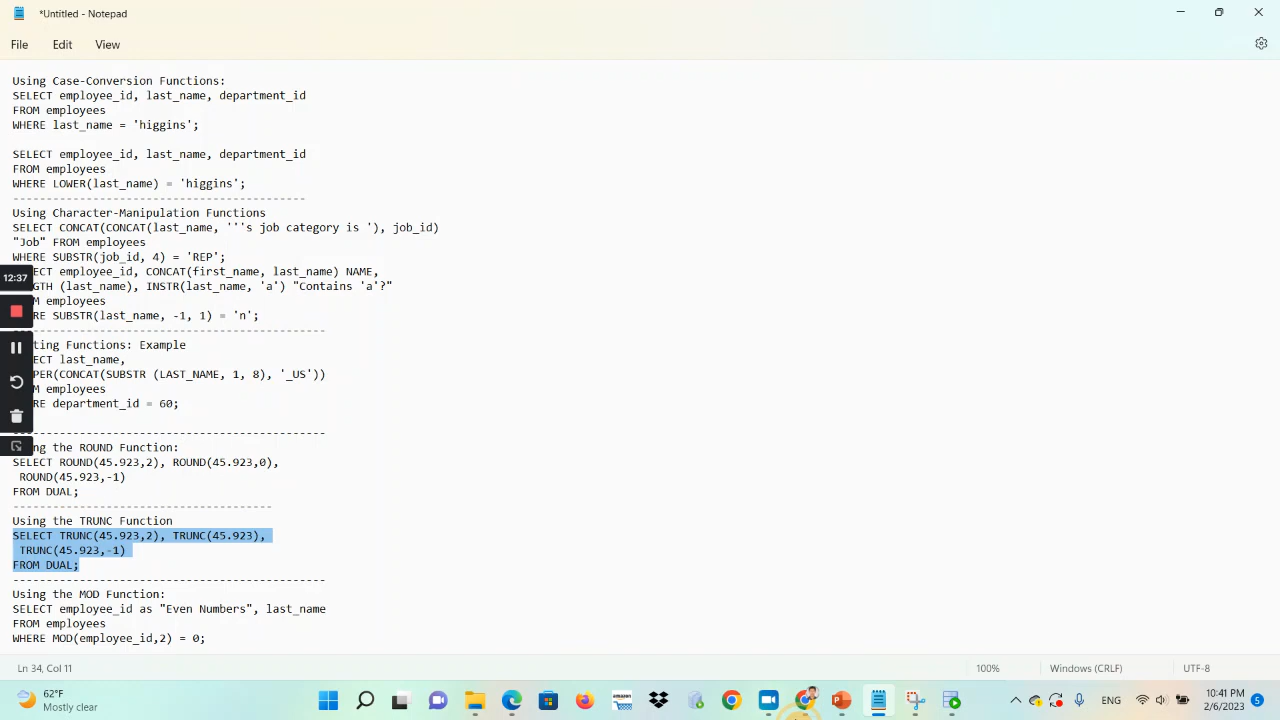 *Untitled - Notepad
File Edit View
Using Case-Conversion Functions:
SELECT employee_id, last_name, department_id
FROM employees
WHERE last_name = 'higgins';
SELECT employee_id, last_name, department_id
FROM employees
WHERE LOWER(last_name) = 'higgins';
--------------------------------------------
Using Character-Manipulation Functions
SELECT CONCAT(CONCAT(last_name, '''s job category is '), job_id)
"Job" FROM employees
WHERE SUBSTR(job_id, 4) = 'REP';
ECT employee_id, CONCAT(first_name, last_name) NAME,
12:37
GTH (last_name), INSTR(last_name, 'a') "Contains 'a'?"
M employees
RE SUBSTR(last_name, -1, 1) = 'n';
-----------------------------------------------
ting Functions: Example
ECT last_name,
PER(CONCAT(SUBSTR (LAST_NAME, 1, 8), '_US'))
M employees
RE department_id = 60;
-----------------------------------------------
ng the ROUND Function:
SELECT ROUND(45.923,2), ROUND(45.923,0),
ROUND(45.923,-1)
FROM DUAL;
---------------------------------------
Using the TRUNC Function
SELECT TRUNC(45.923,2), TRUNC(45.923),
TRUNC(45.923,-1)
FROM DUAL;
-----------------------------------------------
Using the MOD Function:
SELECT employee_id as "Even Numbers", last_name
FROM employees
WHERE MOD(employee_id,2) = 0;
Ln 34, Col 11 100% Windows (CRLF) UTF-8
62°F
Mostly clear
amazon
ENG
10:41 PM
2/6/2023
5